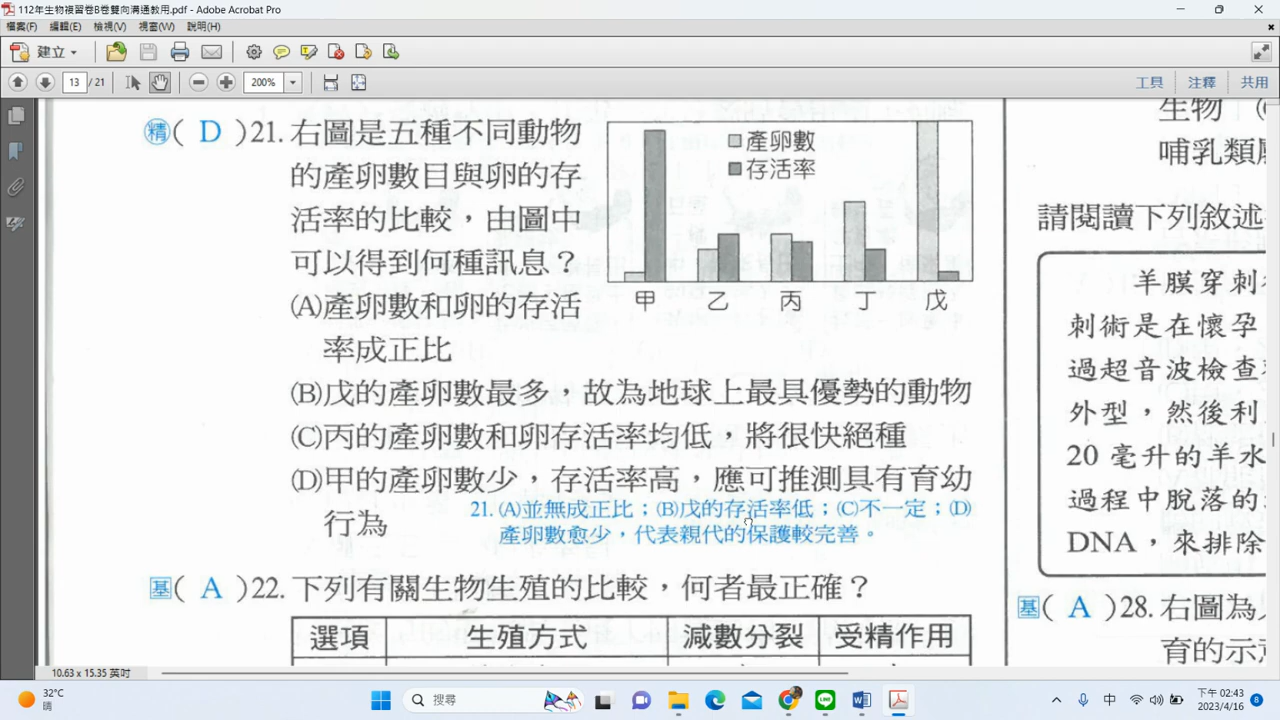 112年生物複習卷B卷雙向溝通教用.pdf - Adobe Acrobat Pro
檔案(F) 編輯(E) 檢視(V) 視窗(W) 說明(H)
建立
13 / 21
200%
工具 注釋 共用
精( D )21. 右圖是五種不同動物
的產卵數目與卵的存
活率的比較，由圖中
可以得到何種訊息？
(A)產卵數和卵的存活
率成正比
產卵數
存活率
甲 乙 丙 丁 戊
(B)戊的產卵數最多，故為地球上最具優勢的動物
(C)丙的產卵數和卵存活率均低，將很快絕種
(D)甲的產卵數少，存活率高，應可推測具有育幼
行為
21. (A)並無成正比；(B)戊的存活率低；(C)不一定；(D)
產卵數愈少，代表親代的保護較完善。
基( A )22. 下列有關生物生殖的比較，何者最正確？
選項 生殖方式 減數分裂 受精作用
生物
哺乳類
請閱讀下列敘述
羊膜穿刺
刺術是在懷孕
過超音波檢查
外型，然後利
20 毫升的羊水
過程中脫落的
DNA，來排除
基( A )28. 右圖為
育的示
10.63 x 15.35 英吋
32°C
晴
搜尋
中
下午 02:43
2023/4/16
8